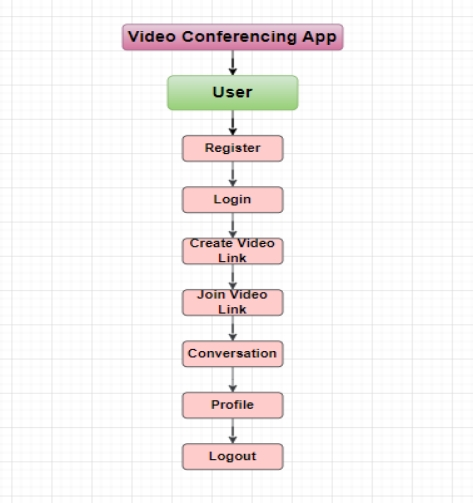 Video Conferencing App
User
Register
Login
Create Video
Link
Join Video
Link
Conversation
Profile
Logout